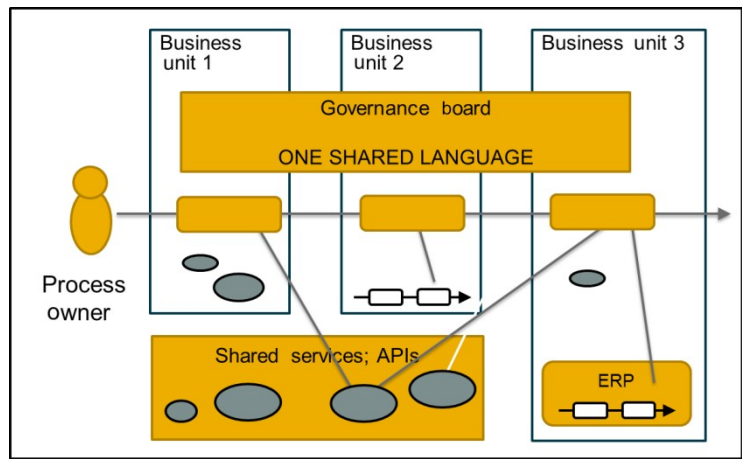 Business
unit 1
Business
unit 2
Business unit 3
Governance board
ONE SHARED LANGUAGE
Process
owner
Shared services; APIs
ERP